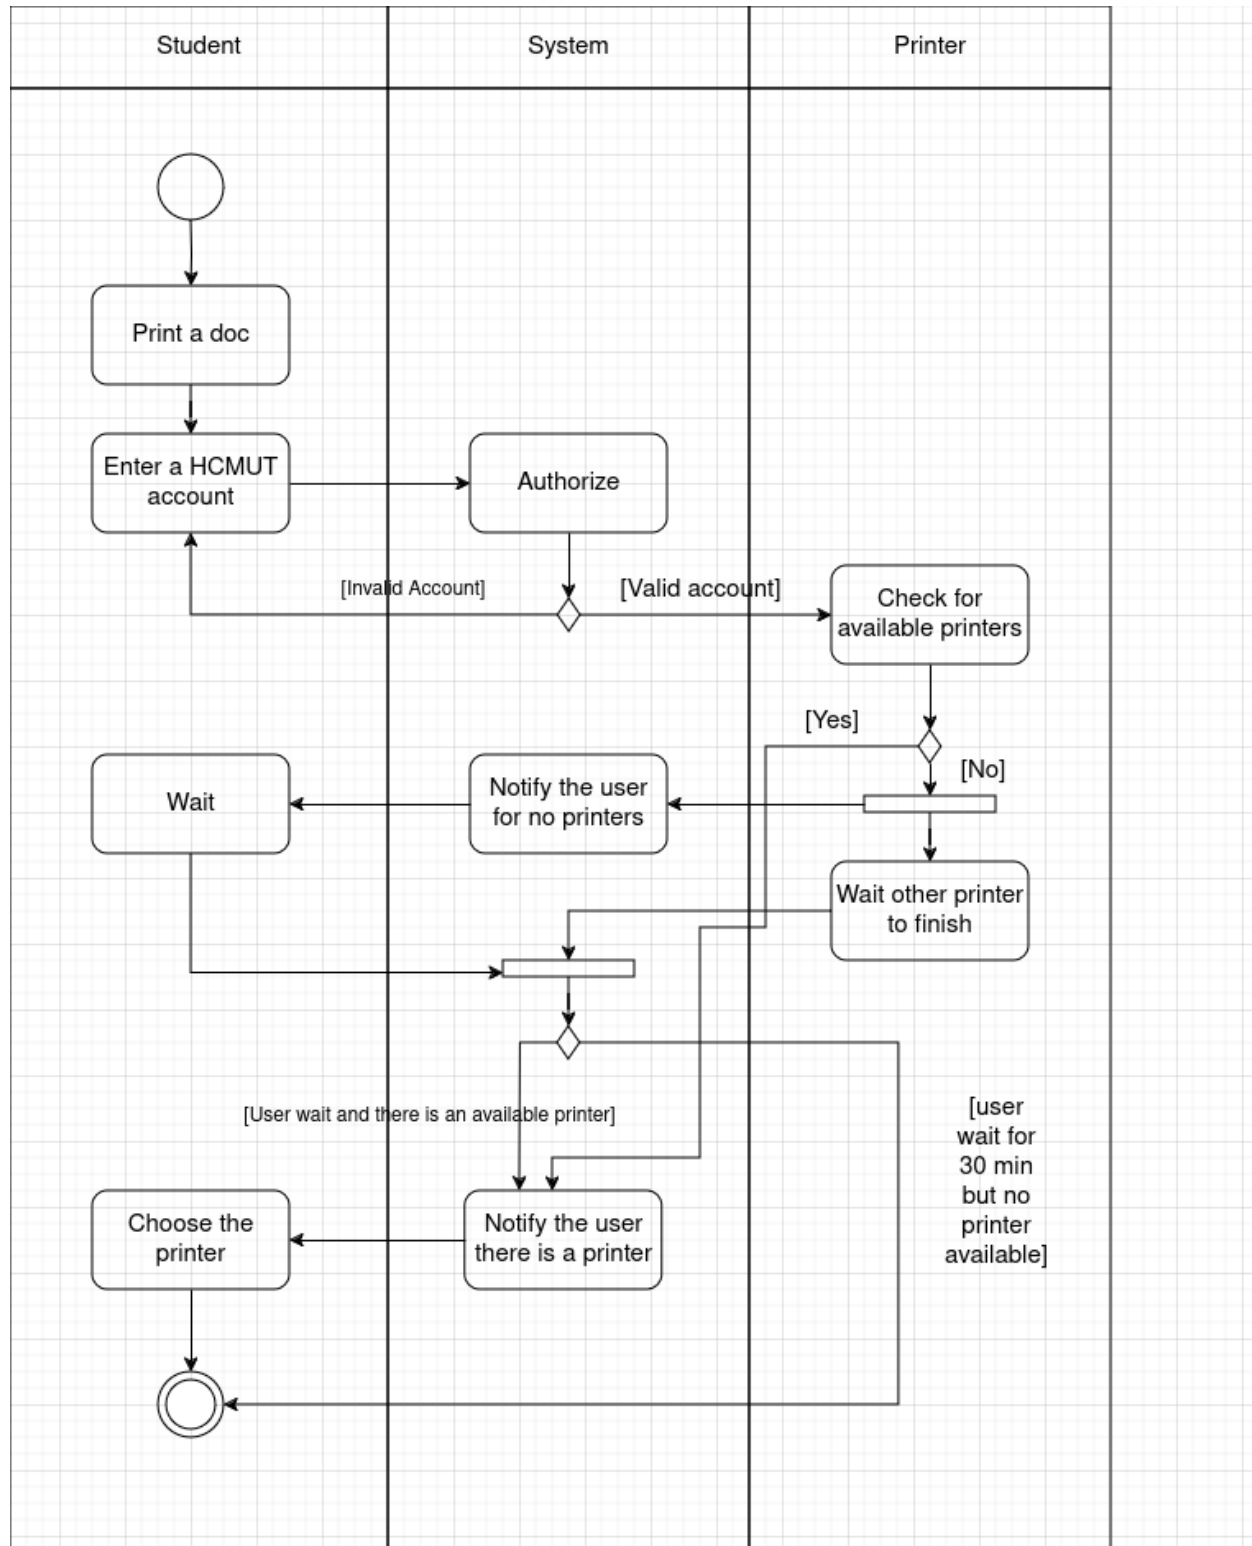 Student
System
Printer
Print a doc
Enter a HCMUT
account
Authorize
[Invalid Account]
[Valid account]
Check for
available printers
[Yes]
[No]
Wait
Notify the user
for no printers
Wait other printer
to finish
[User wait and there is an available printer]
[user
wait for
30 min
but no
printer
available]
Choose the
printer
Notify the user
there is a printer